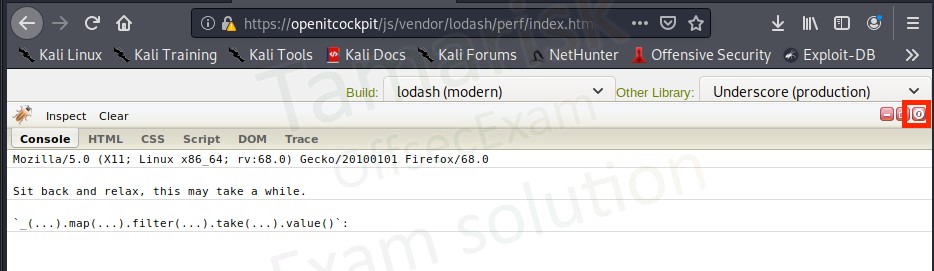 https://openitcockpit/js/vendor/lodash/perf/index.htm
Kali Linux Kali Training Kali Tools Kali Docs Kali Forums NetHunter Offensive Security Exploit-DB
Build: lodash (modern) Other Library: Underscore (production)
Inspect Clear
Console HTML CSS Script DOM Trace
Mozilla/5.0 (X11; Linux x86_64; rv:68.0) Gecko/20100101 Firefox/68.0
Sit back and relax, this may take a while.
`_(...).map(...).filter(...).take(...).value()`:
Tamarisk
OffsecExam
Exam solution